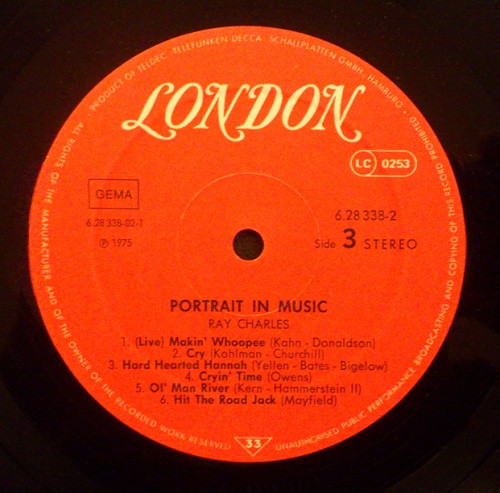 ALL RIGHTS OF THE MANUFACTURER AND OF THE OWNER OF THE RECORDED WORK RESERVED
· PRODUCT OF TELDEC · »TELEFUNKEN-DECCA« · SCHALLPLATTEN GMBH., HAMBURG ·
UNAUTHORISED PUBLIC PERFORMANCE BROADCASTING AND COPYING OF THIS RECORD PROHIBITED
LONDON
LC 0253
GEMA
6.28 338-02-1
℗ 1975
6.28 338-2
Side 3 STEREO
PORTRAIT IN MUSIC
RAY CHARLES
1. (Live) Makin' Whoopee (Kahn - Donaldson)
2. Cry (Kohlman - Churchill)
3. Hard Hearted Hannah (Yellen - Bates - Bigelow)
4. Cryin' Time (Owens)
5. Ol' Man River (Kern - Hammerstein II)
6. Hit The Road Jack (Mayfield)
33